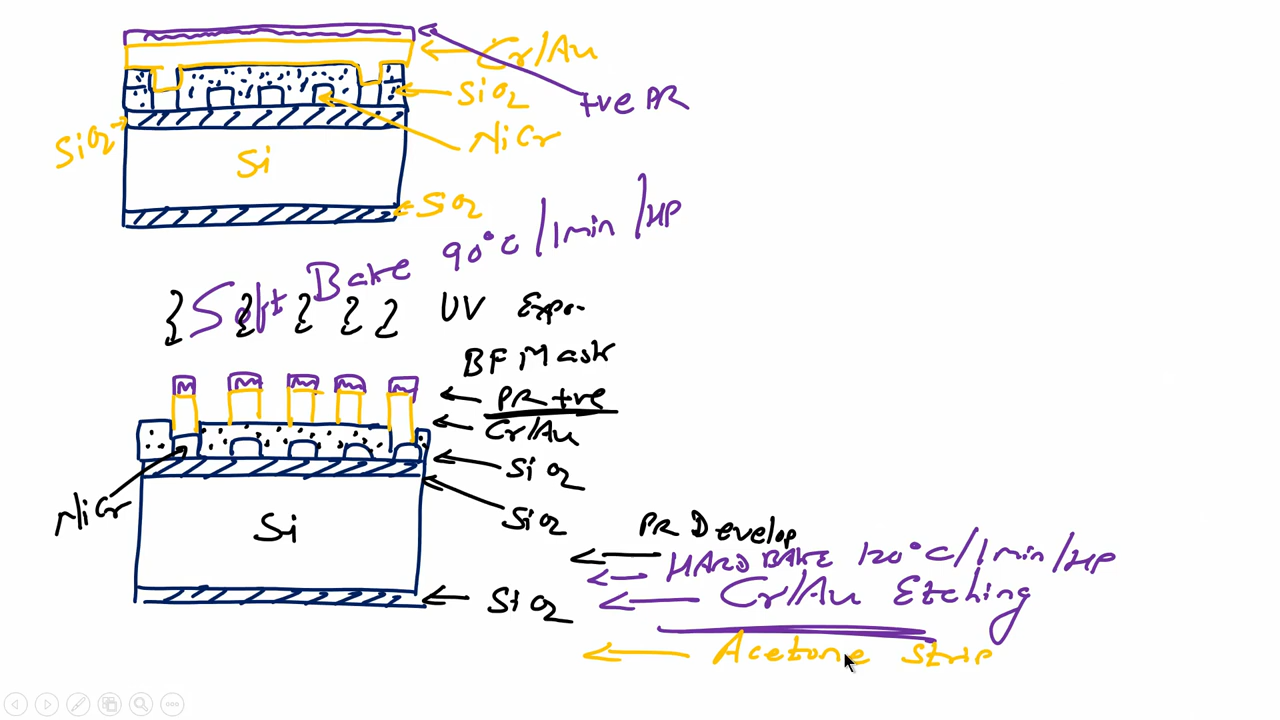 Cr/Au
SiO2
+ve PR
NiCr
SiO2
Si
SiO2
Soft Bake 90°C/1min/HP
UV Expo-
BF Mask
PR +ve
Cr/Au
SiO2
NiCr
Si
SiO2
PR Develop
HARD BAKE 120°C/1min/HP
SiO2
Cr/Au Etching
Acetone Strip